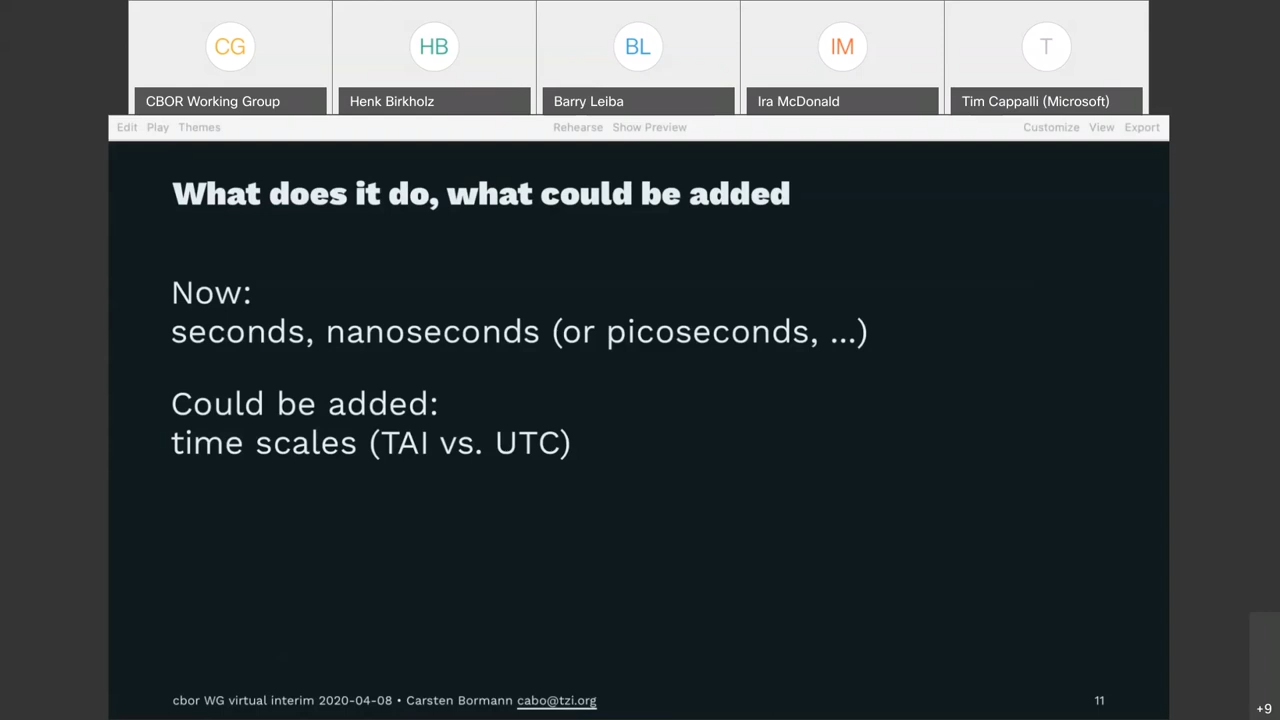 CG
HB
BL
IM
T
CBOR Working Group
Henk Birkholz
Barry Leiba
Ira McDonald
Tim Cappalli (Microsoft)
Edit Play Themes Rehearse Show Preview Customize View Export
What does it do, what could be added
Now:
seconds, nanoseconds (or picoseconds, ...)
Could be added:
time scales (TAI vs. UTC)
cbor WG virtual interim 2020-04-08 • Carsten Bormann cabo@tzi.org
11
+9